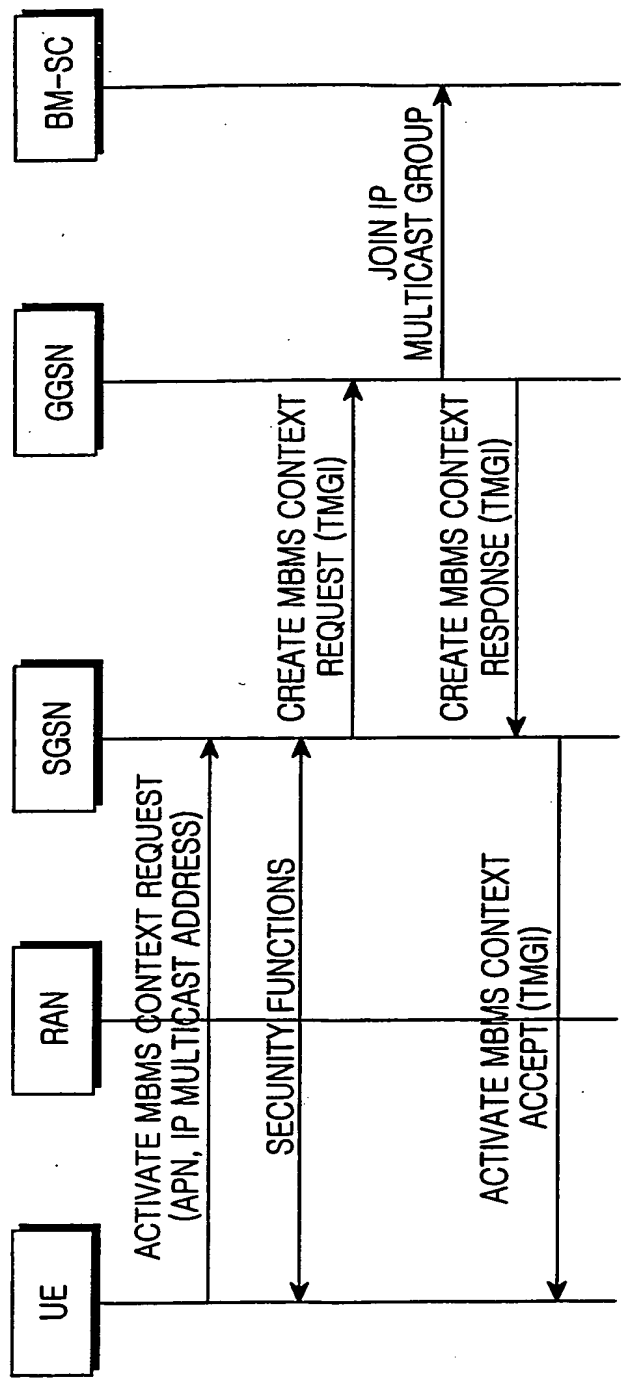 UE
RAN
SGSN
GGSN
BM-SC
ACTIVATE MBMS CONTEXT REQUEST
(APN, IP MULTICAST ADDRESS)
SECUNITY FUNCTIONS
CREATE MBMS CONTEXT
REQUEST (TMGI)
JOIN IP
MULTICAST GROUP
CREATE MBMS CONTEXT
RESPONSE (TMGI)
ACTIVATE MBMS CONTEXT
ACCEPT (TMGI)